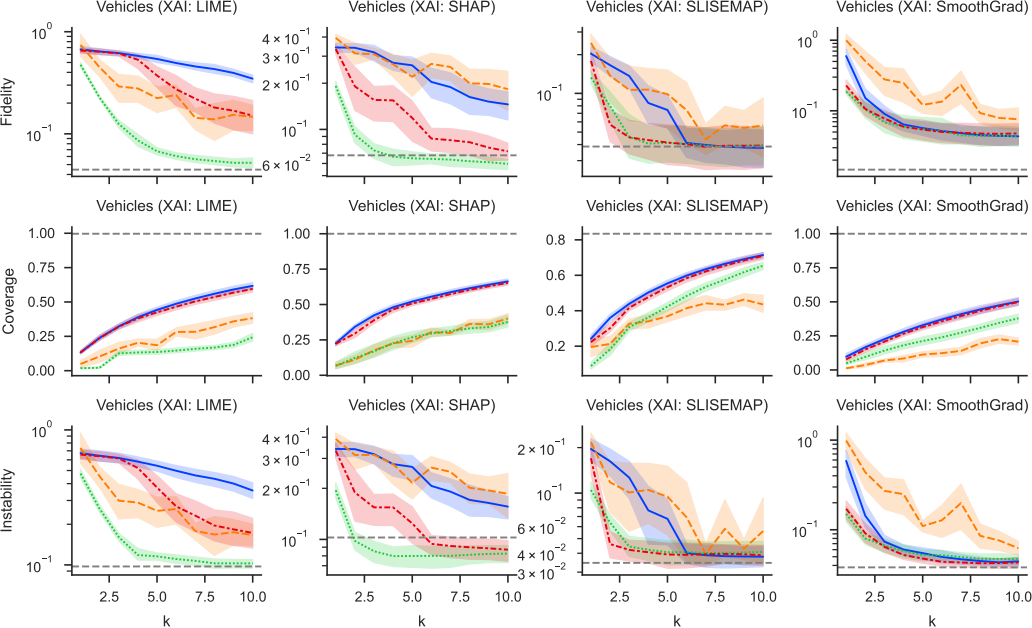 Vehicles (XAI: LIME) Vehicles (XAI: SHAP) Vehicles (XAI: SLISEMAP) Vehicles (XAI: SmoothGrad)
Fidelity
10⁰
10⁻¹
4 × 10⁻¹
3 × 10⁻¹
2 × 10⁻¹
10⁻¹
6 × 10⁻²
10⁻¹
10⁰
10⁻¹
Vehicles (XAI: LIME) Vehicles (XAI: SHAP) Vehicles (XAI: SLISEMAP) Vehicles (XAI: SmoothGrad)
Coverage
1.00
0.75
0.50
0.25
0.00
1.00
0.75
0.50
0.25
0.00
0.8
0.6
0.4
0.2
1.00
0.75
0.50
0.25
0.00
Vehicles (XAI: LIME) Vehicles (XAI: SHAP) Vehicles (XAI: SLISEMAP) Vehicles (XAI: SmoothGrad)
Instability
10⁰
10⁻¹
4 × 10⁻¹
3 × 10⁻¹
2 × 10⁻¹
10⁻¹
2 × 10⁻¹
10⁻¹
6 × 10⁻²
4 × 10⁻²
3 × 10⁻²
10⁰
10⁻¹
2.5 5.0 7.5 10.0 2.5 5.0 7.5 10.0 2.5 5.0 7.5 10.0 2.5 5.0 7.5 10.0
k k k k